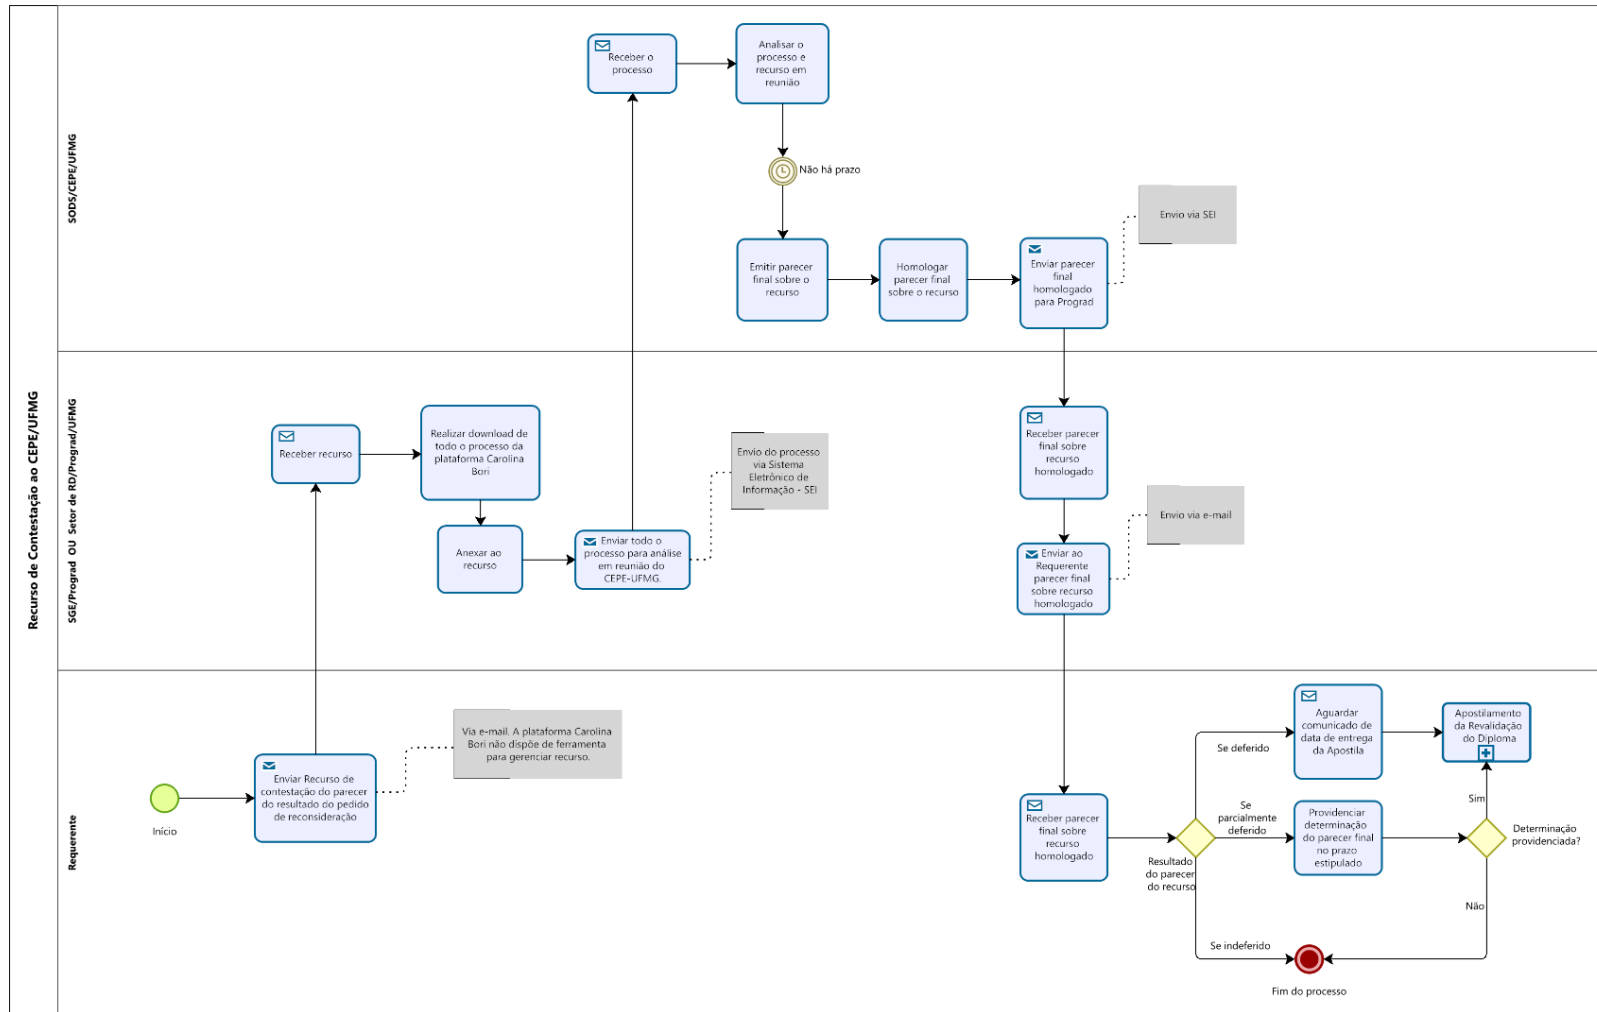 Recurso de Contestação ao CEPE/UFMG
SODS/CEPE/UFMG
Receber o
processo
Analisar o
processo e
recurso em
reunião
Não há prazo
Emitir parecer
final sobre o
recurso
Homologar
parecer final
sobre o recurso
Enviar parecer
final
homologado
para Prograd
Envio via SEI
SGE/Prograd OU Setor de RD/Prograd/UFMG
Receber recurso
Realizar download de
todo o processo da
plataforma Carolina
Bori
Anexar ao
recurso
Enviar todo o
processo para análise
em reunião do
CEPE-UFMG.
Envio do processo
via Sistema
Eletrônico de
Informação - SEI
Receber parecer
final sobre
recurso
homologado
Enviar ao
Requerente
parecer final
sobre recurso
homologado
Envio via e-mail
Requerente
Início
Enviar Recurso de
contestação do parecer
do resultado do pedido
de reconsideração
Via e-mail. A plataforma Carolina
Bori não dispõe de ferramenta
para gerenciar recurso.
Receber parecer
final sobre
recurso
homologado
Resultado
do parecer
do recurso
Se deferido
Aguardar
comunicado de
data de entrega
da Apostila
Apostilamento
da Revalidação
do Diploma
Se
parcialmente
deferido
Providenciar
determinação
do parecer final
no prazo
estipulado
Sim
Determinação
providenciada?
Não
Se indeferido
Fim do processo